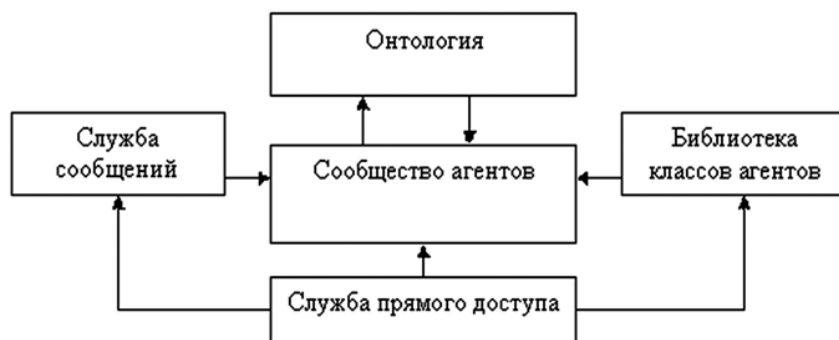 Онтология
Служба
сообщений
Сообщество агентов
Библиотека
классов агентов
Служба прямого доступа